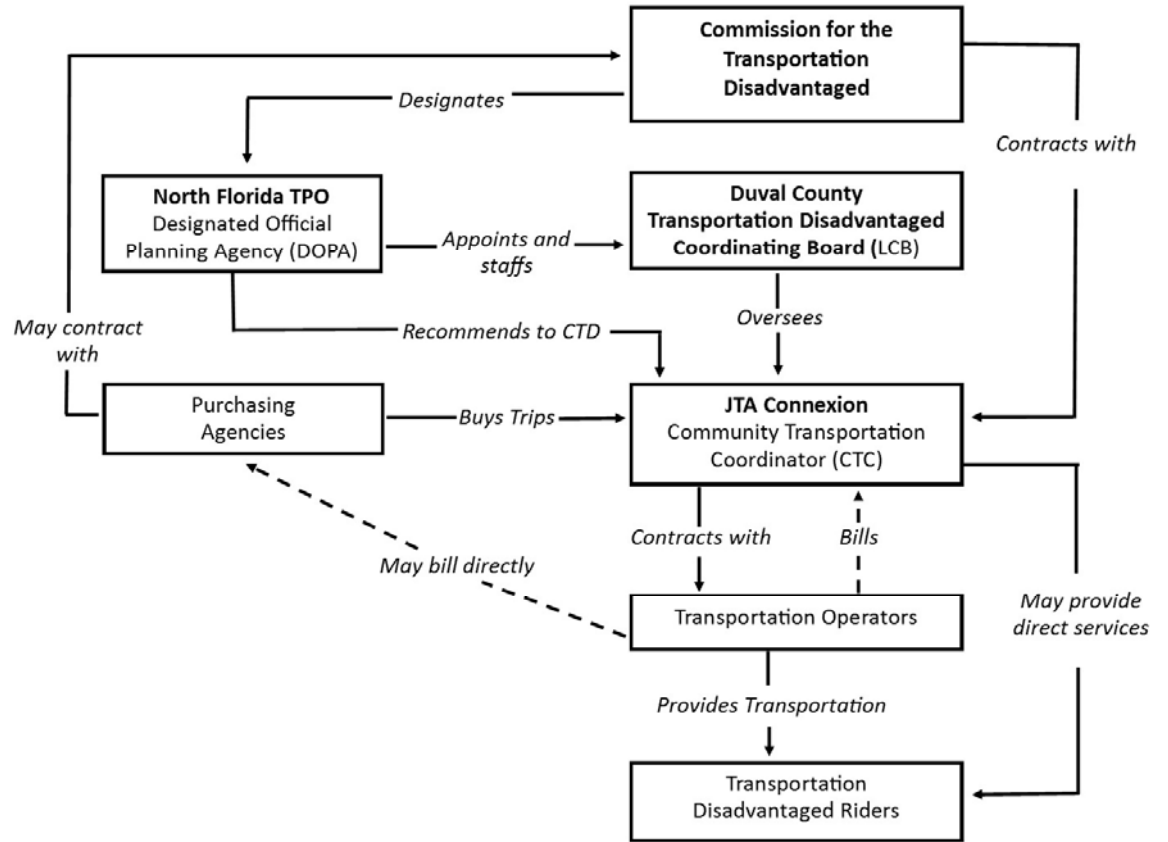 Commission for the
Transportation
Disadvantaged
Designates
Contracts with
North Florida TPO
Designated Official
Planning Agency (DOPA)
Appoints and
staffs
Duval County
Transportation Disadvantaged
Coordinating Board (LCB)
May contract
with
Recommends to CTD
Oversees
Purchasing
Agencies
Buys Trips
JTA Connexion
Community Transportation
Coordinator (CTC)
Contracts with
Bills
May bill directly
May provide
direct services
Transportation Operators
Provides Transportation
Transportation
Disadvantaged Riders